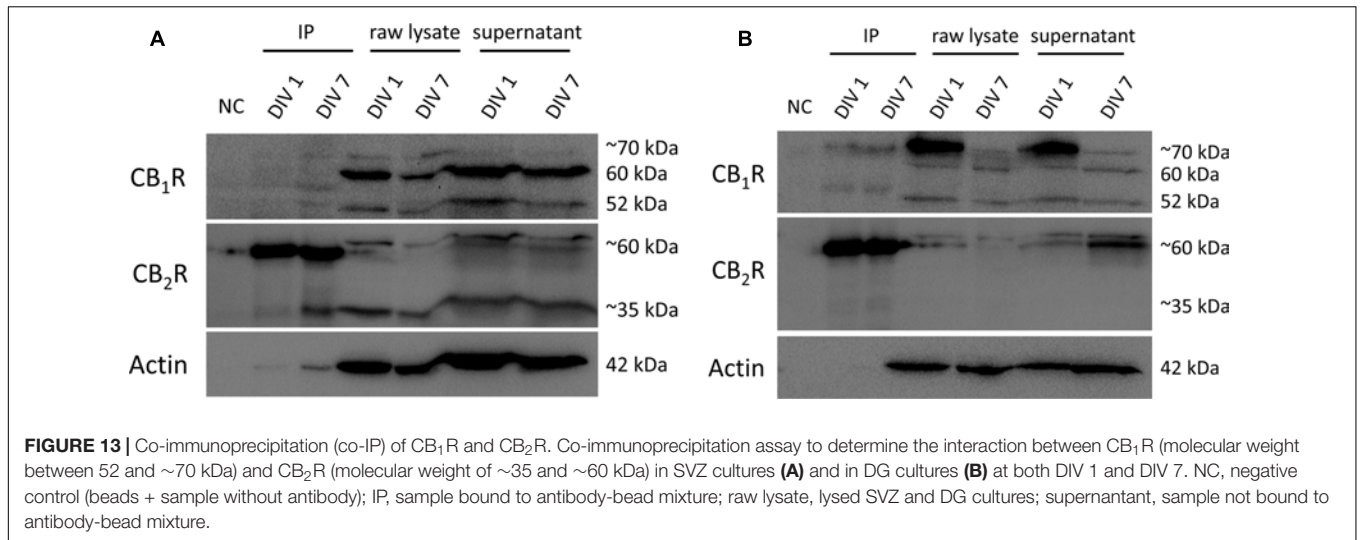 A
IP raw lysate supernatant
NC DIV 1 DIV 7 DIV 1 DIV 7 DIV 1 DIV 7
CB₁R
~70 kDa
60 kDa
52 kDa
CB₂R
~60 kDa
~35 kDa
Actin
42 kDa
B
IP raw lysate supernatant
NC DIV 1 DIV 7 DIV 1 DIV 7 DIV 1 DIV 7
CB₁R
~70 kDa
60 kDa
52 kDa
CB₂R
~60 kDa
~35 kDa
Actin
42 kDa
FIGURE 13 | Co-immunoprecipitation (co-IP) of CB₁R and CB₂R. Co-immunoprecipitation assay to determine the interaction between CB₁R (molecular weight
between 52 and ∼70 kDa) and CB₂R (molecular weight of ∼35 and ∼60 kDa) in SVZ cultures (A) and in DG cultures (B) at both DIV 1 and DIV 7. NC, negative
control (beads + sample without antibody); IP, sample bound to antibody-bead mixture; raw lysate, lysed SVZ and DG cultures; supernantant, sample not bound to
antibody-bead mixture.